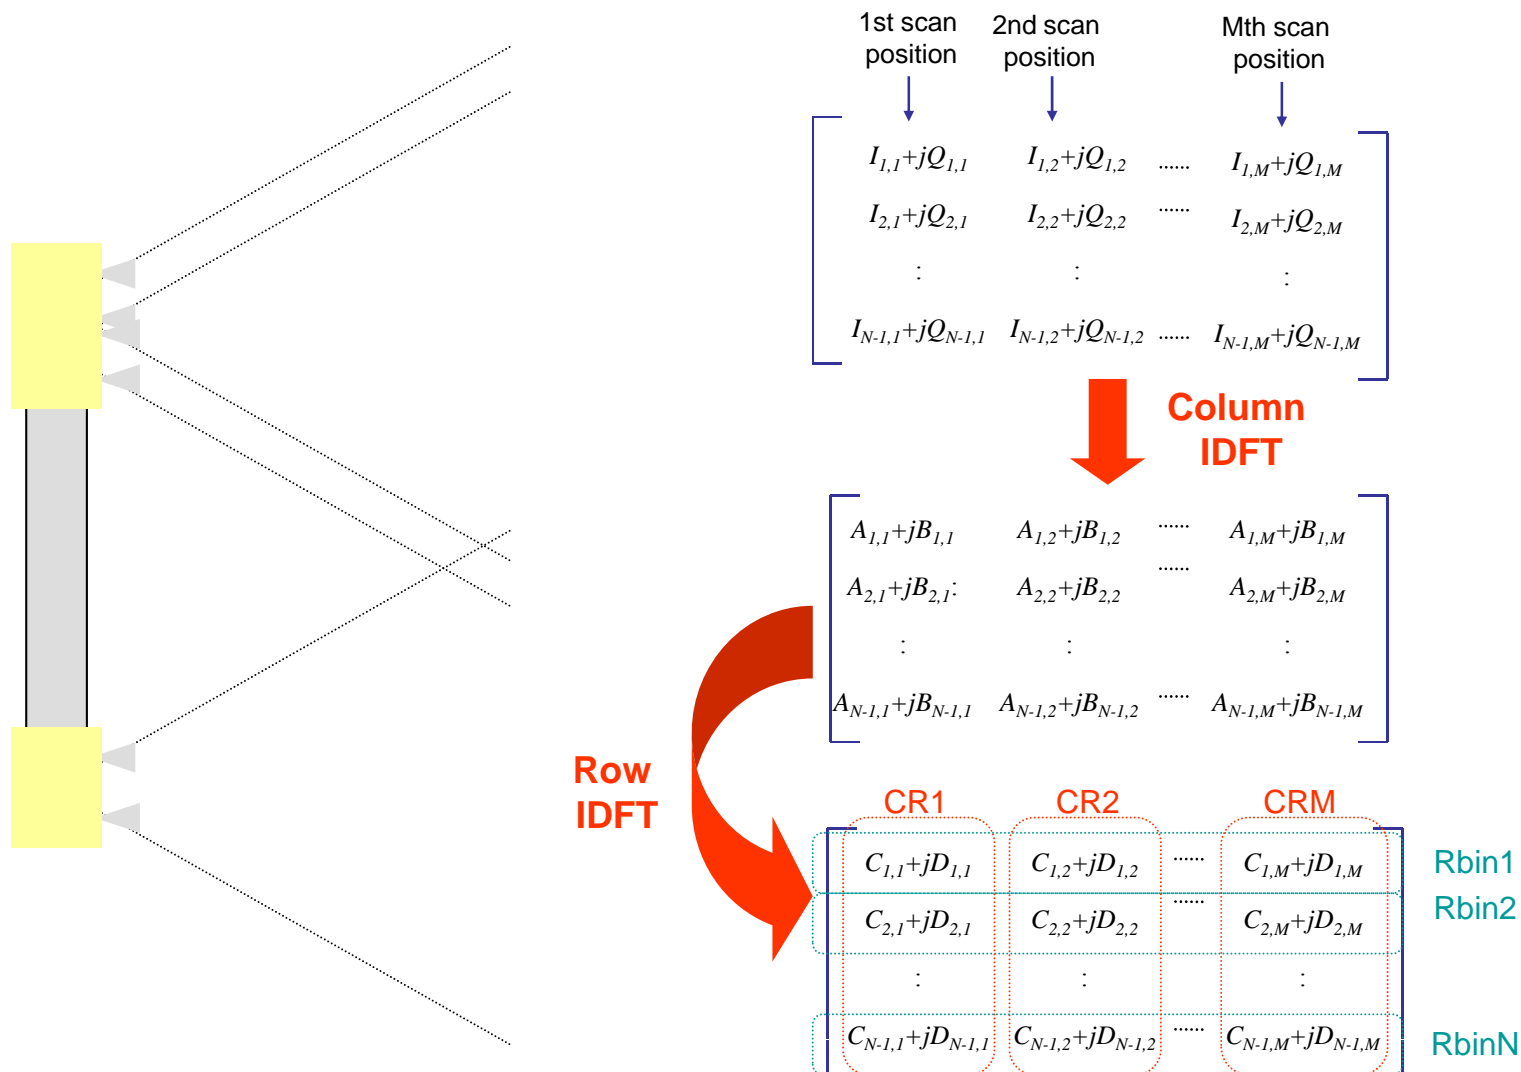 1st scan position
2nd scan position
Mth scan position
I1,1+jQ1,1 I1,2+jQ1,2 ...... I1,M+jQ1,M
I2,1+jQ2,1 I2,2+jQ2,2 ...... I2,M+jQ2,M
: : :
IN-1,1+jQN-1,1 IN-1,2+jQN-1,2 ...... IN-1,M+jQN-1,M
Column
IDFT
A1,1+jB1,1 A1,2+jB1,2 ...... A1,M+jB1,M
A2,1+jB2,1: A2,2+jB2,2 ...... A2,M+jB2,M
: : :
AN-1,1+jBN-1,1 AN-1,2+jBN-1,2 ...... AN-1,M+jBN-1,M
Row
IDFT
CR1 CR2 CRM
C1,1+jD1,1 C1,2+jD1,2 ...... C1,M+jD1,M Rbin1
C2,1+jD2,1 C2,2+jD2,2 ...... C2,M+jD2,M Rbin2
: : :
CN-1,1+jDN-1,1 CN-1,2+jDN-1,2 ...... CN-1,M+jDN-1,M RbinN